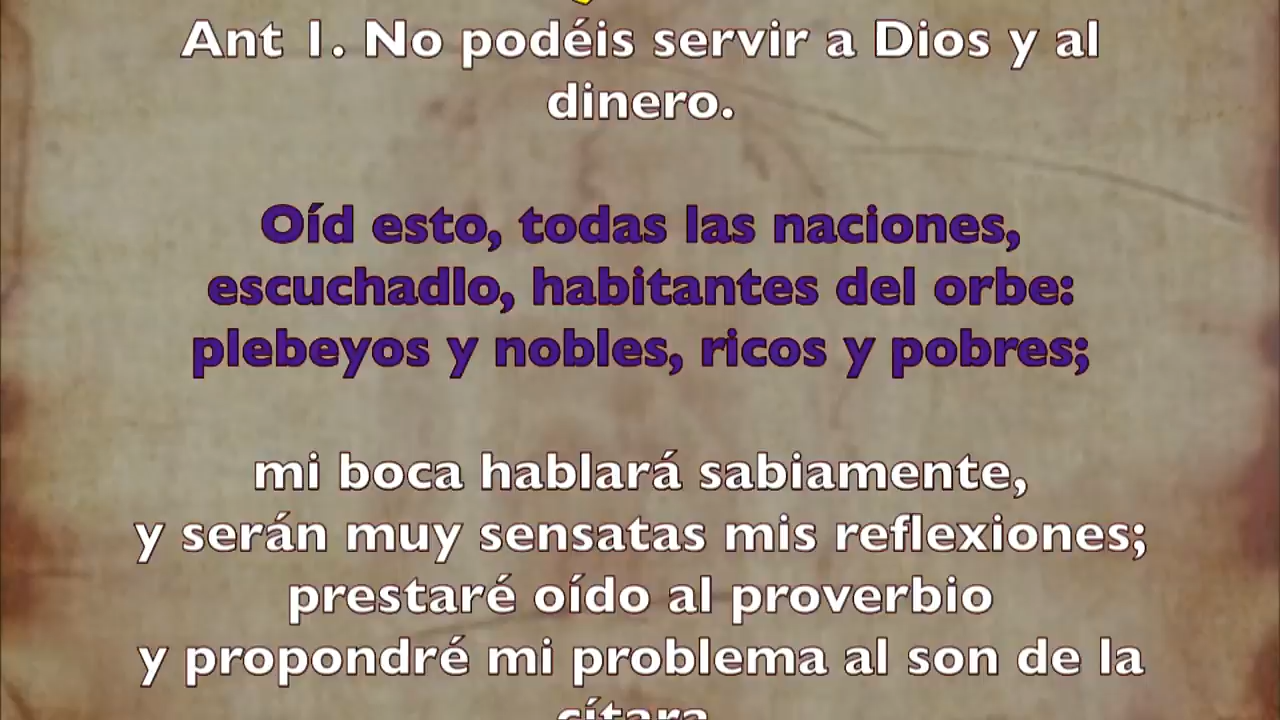 Ant 1. No podéis servir a Dios y al
dinero.
Oíd esto, todas las naciones,
escuchadlo, habitantes del orbe:
plebeyos y nobles, ricos y pobres;
mi boca hablará sabiamente,
y serán muy sensatas mis reflexiones;
prestaré oído al proverbio
y propondré mi problema al son de la
cítara